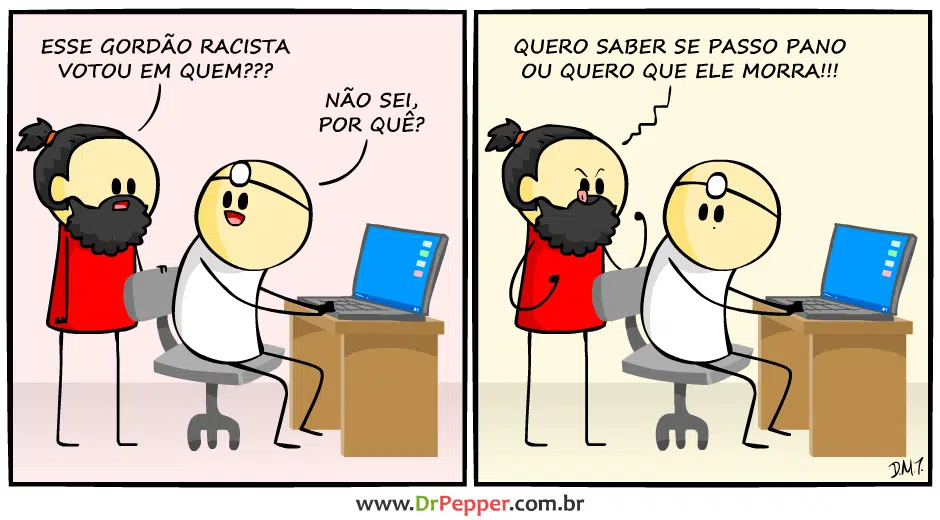 ESSE GORDÃO RACISTA
VOTOU EM QUEM???
NÃO SEI,
POR QUÊ?
QUERO SABER SE PASSO PANO
OU QUERO QUE ELE MORRA!!!
D.M.T.
www.DrPepper.com.br